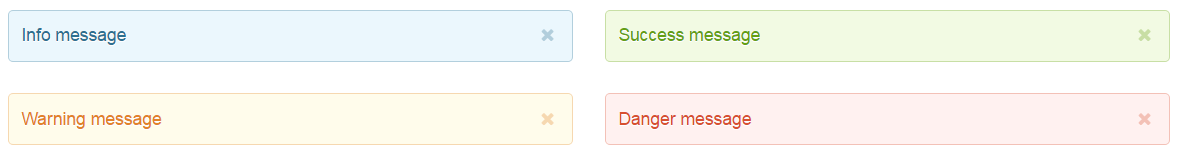 Info message
Success message
Warning message
Danger message